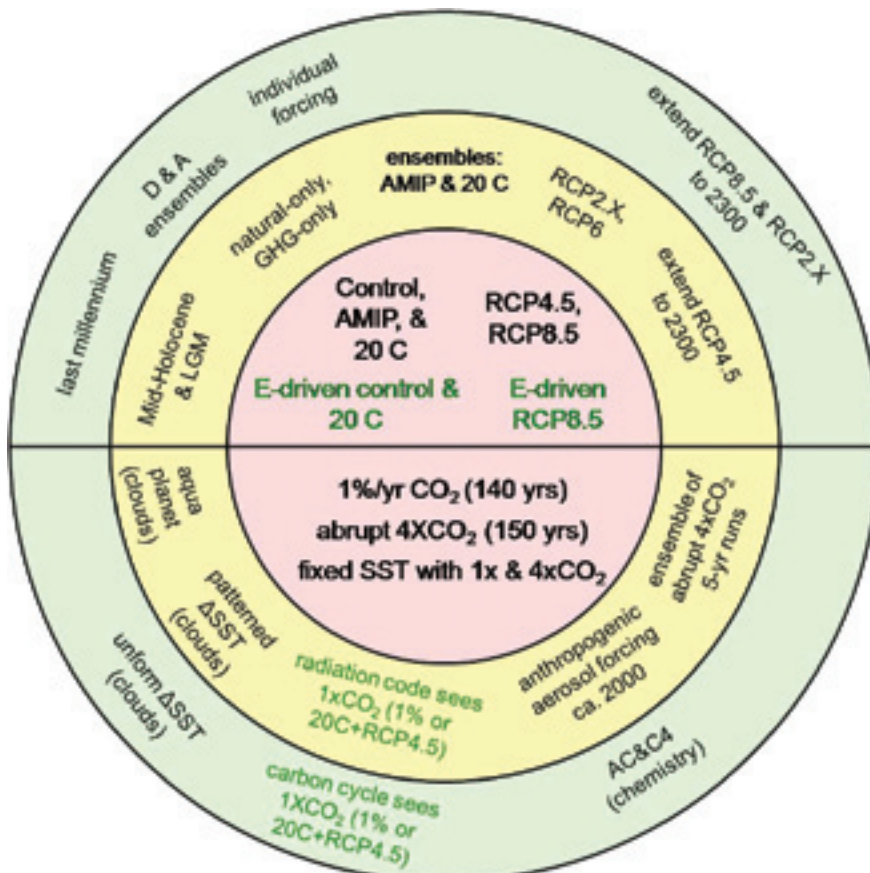 individual
forcing
D & A
ensembles
last millennium
extend RCP8.5 & RCP2.X
to 2300
ensembles:
AMIP & 20 C
natural-only,
GHG-only
RCP2.X,
RCP6
Mid-Holocene
& LGM
extend RCP4.5
to 2300
Control,
AMIP, &
20 C
RCP4.5,
RCP8.5
E-driven control &
20 C
E-driven
RCP8.5
1%/yr CO₂ (140 yrs)
abrupt 4XCO₂ (150 yrs)
fixed SST with 1x & 4xCO₂
aqua
planet
(clouds)
ensemble of
abrupt 4xCO₂
5-yr runs
patterned
ΔSST
(clouds)
anthropogenic
aerosol forcing
ca. 2000
radiation code sees
1xCO₂ (1% or
20C+RCP4.5)
unform ΔSST
(clouds)
AC&C4
(chemistry)
carbon cycle sees
1XCO₂ (1% or
20C+RCP4.5)